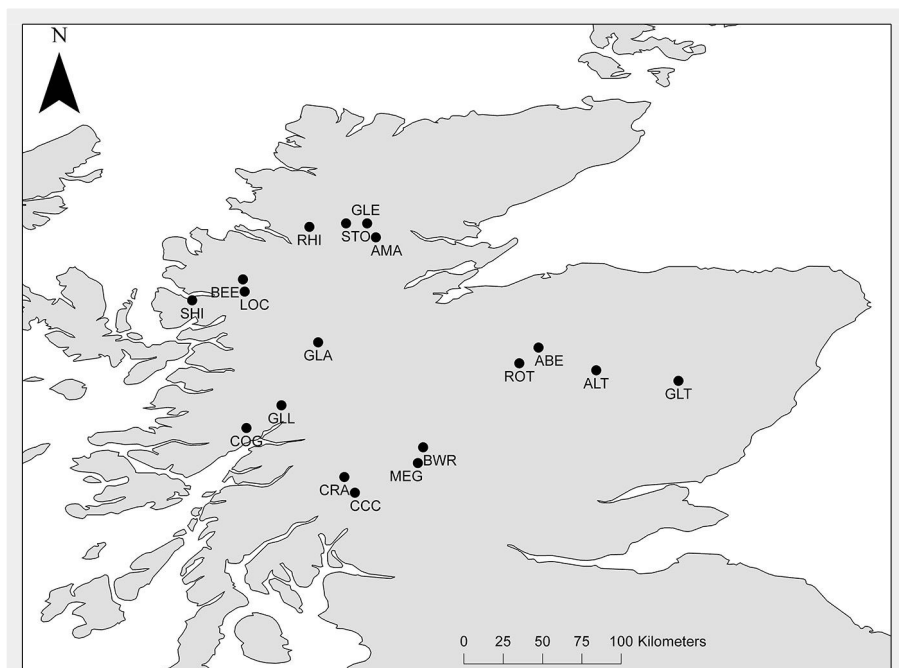 N
GLE
RHI
STO
AMA
BEE
LOC
SHI
GLA
ABE
ROT
ALT
GLT
GLL
COG
BWR
MEG
CRA
CCC
0 25 50 75 100 Kilometers